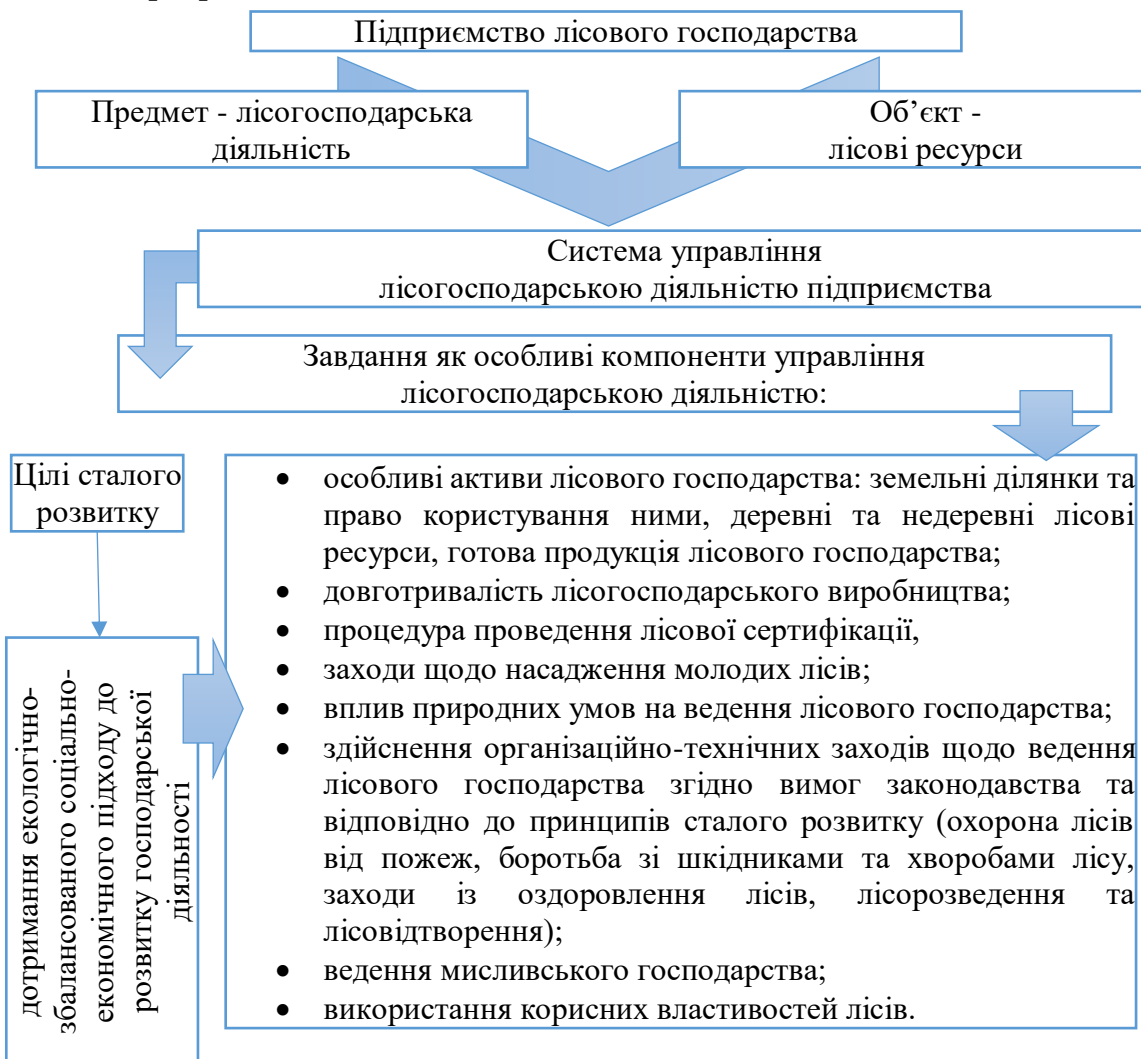 Підприємство лісового господарства
Предмет - лісогосподарська
діяльність
Об’єкт -
лісові ресурси
Система управління
лісогосподарською діяльністю підприємства
Завдання як особливі компоненти управління
лісогосподарською діяльністю:
Цілі сталого
розвитку
дотримання екологічно-
збалансованого соціально-
економічного підходу до
розвитку господарської
діяльності
• особливі активи лісового господарства: земельні ділянки та
право користування ними, деревні та недеревні лісові
ресурси, готова продукція лісового господарства;
• довготривалість лісогосподарського виробництва;
• процедура проведення лісової сертифікації,
• заходи щодо насадження молодих лісів;
• вплив природних умов на ведення лісового господарства;
• здійснення організаційно-технічних заходів щодо ведення
лісового господарства згідно вимог законодавства та
відповідно до принципів сталого розвитку (охорона лісів
від пожеж, боротьба зі шкідниками та хворобами лісу,
заходи із оздоровлення лісів, лісорозведення та
лісовідтворення);
• ведення мисливського господарства;
• використання корисних властивостей лісів.